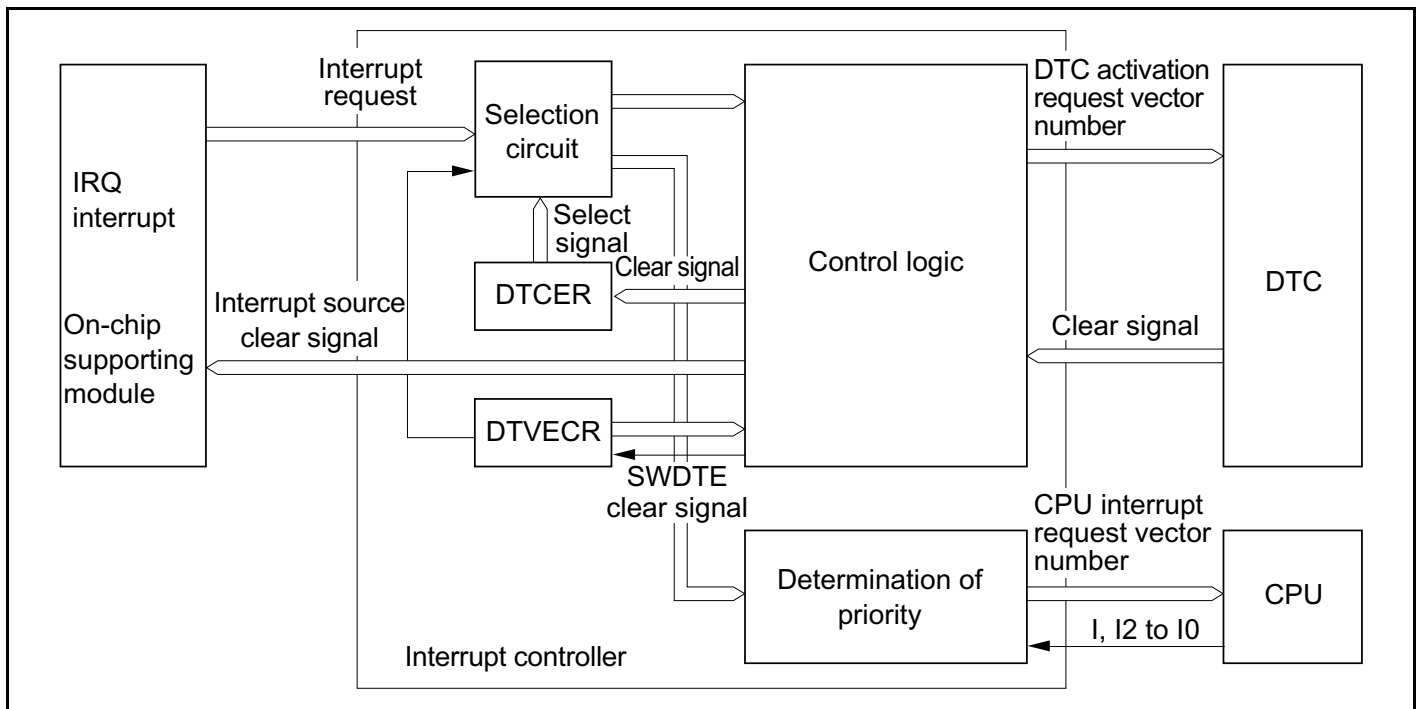 Interrupt
request
DTC activation
request vector
number
Selection
circuit
IRQ
interrupt
Select
signal
Clear signal
Control logic
DTC
DTCER
Interrupt source
clear signal
On-chip
supporting
module
Clear signal
DTVECR
SWDTE
clear signal
CPU interrupt
request vector
number
Determination of
priority
CPU
I, I2 to I0
Interrupt controller